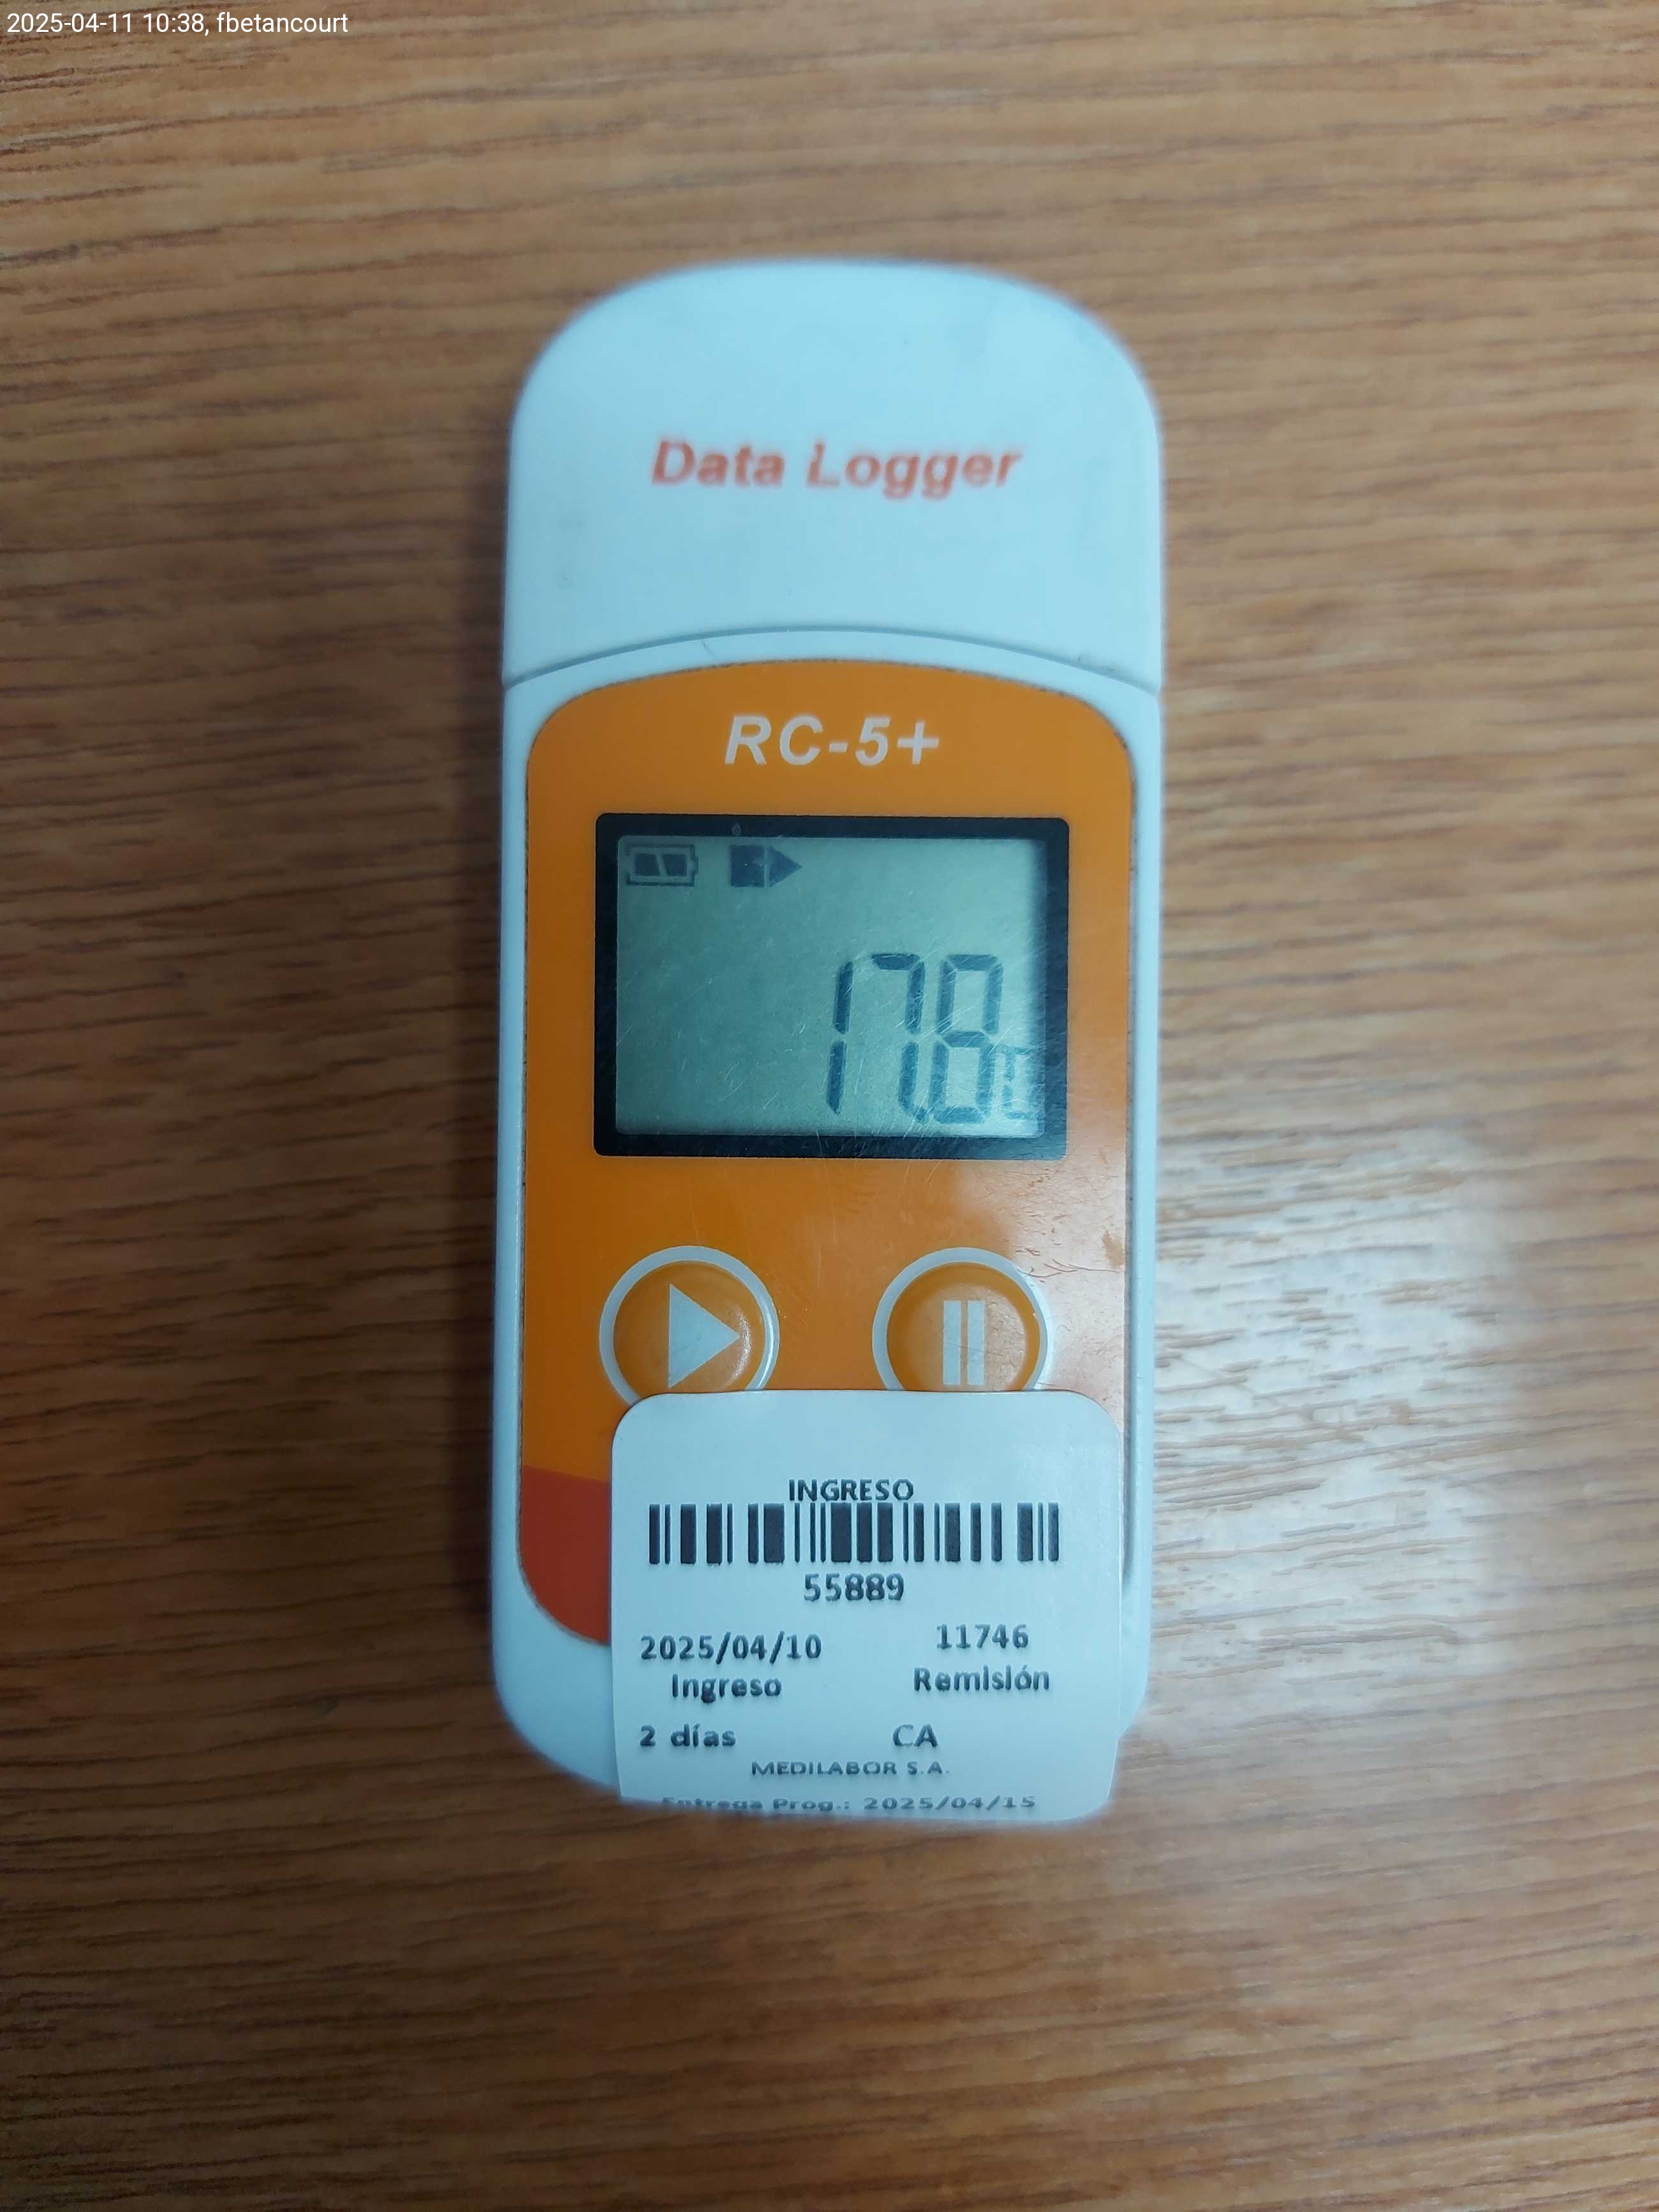 2025-04-11 10:38, fbetancourt
Data Logger
RC-5+
17.8 °C
INGRESO
55889
2025/04/10 11746
Ingreso Remisión
2 días CA
MEDILABOR S.A.
Entrega Prog.: 2025/04/15